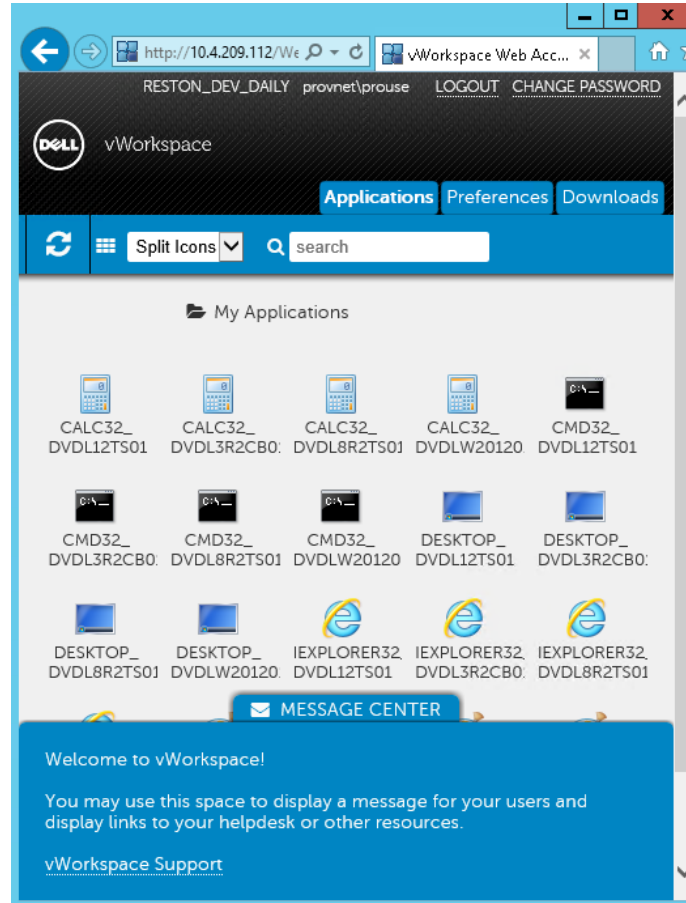 http://10.4.209.112/We
vWorkspace Web Acc...
RESTON_DEV_DAILY provnet\prouse LOGOUT CHANGE PASSWORD
DELL vWorkspace
Applications Preferences Downloads
Split Icons search
My Applications
CALC32_ CALC32_ CALC32_ CALC32_ CMD32_
DVDL12TS01 DVDL3R2CB0 DVDL8R2TS01 DVDLW20120 DVDL12TS01
CMD32_ CMD32_ CMD32_ DESKTOP_ DESKTOP_
DVDL3R2CB0 DVDL8R2TS01 DVDLW20120 DVDL12TS01 DVDL3R2CB0
DESKTOP_ DESKTOP_ IEXPLORER32_ IEXPLORER32_ IEXPLORER32_
DVDL8R2TS01 DVDLW20120 DVDL12TS01 DVDL3R2CB0 DVDL8R2TS01
MESSAGE CENTER
Welcome to vWorkspace!
You may use this space to display a message for your users and
display links to your helpdesk or other resources.
vWorkspace Support